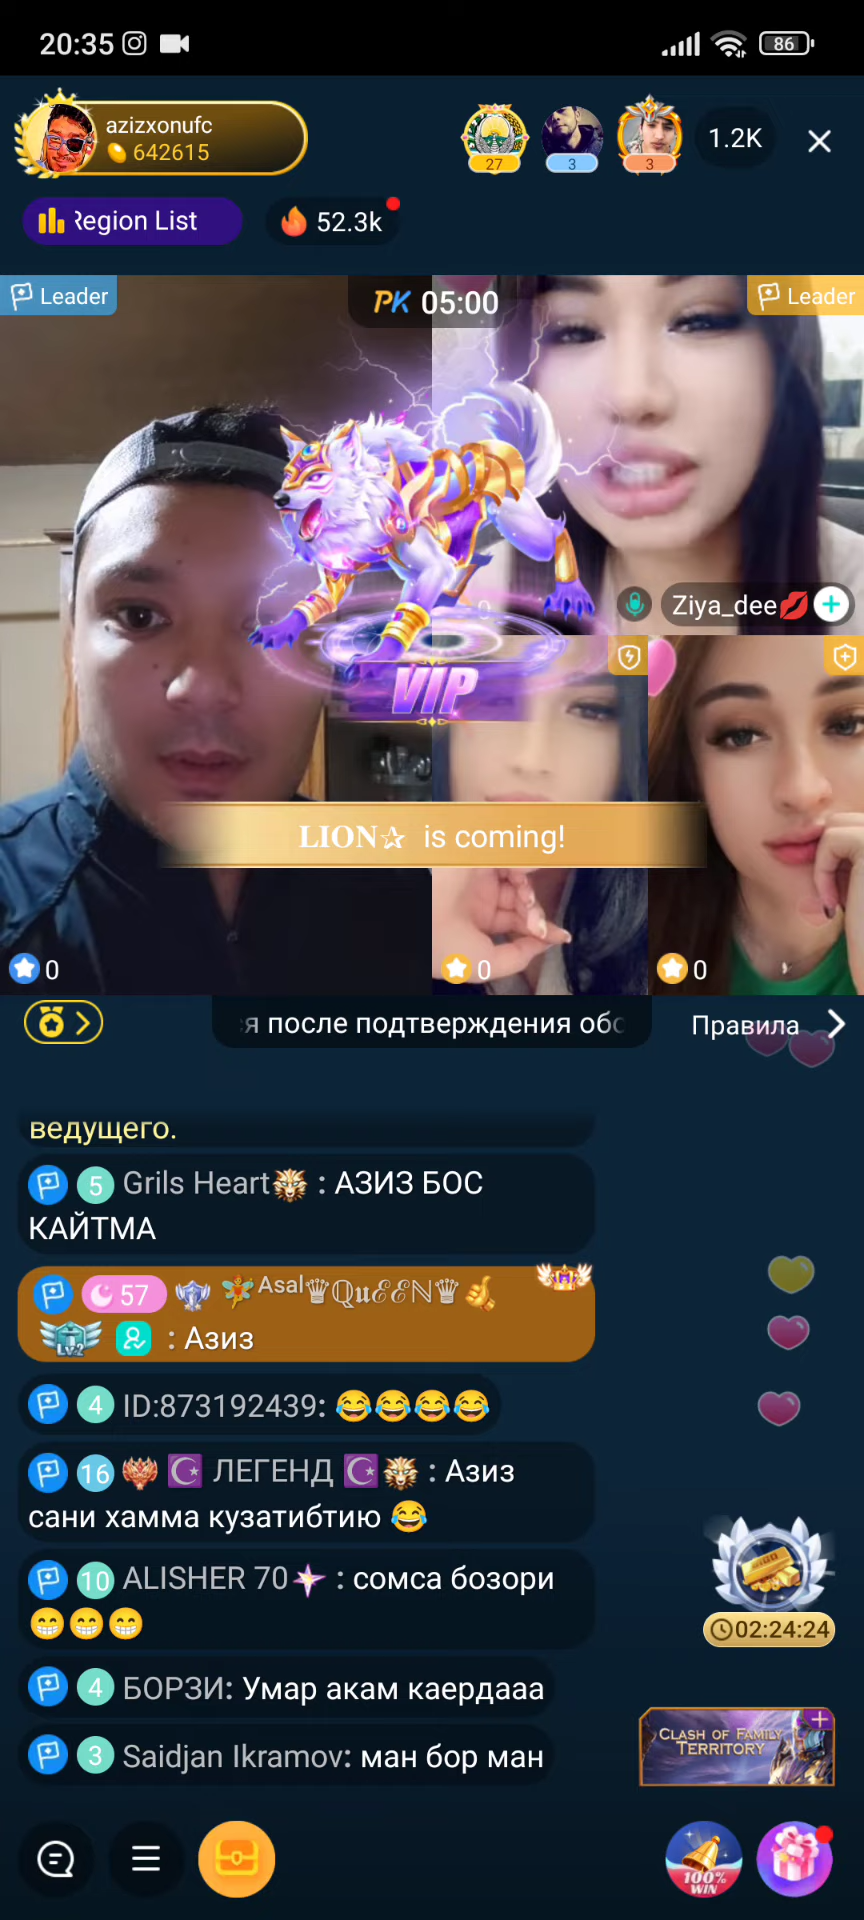 20:35
86
azizxonufc
642615
27
3
3
1.2K
Region List
52.3k
Leader
PK 05:00
Leader
Ziya_dee💋
VIP
LION☆ is coming!
0
0
0
я после подтверждения обс
Правила
ведущего.
5 Grils Heart🐯 : АЗИЗ БОС
КАЙТМА
57 🧚Asal♛ℚ𝔲ℰℰℕ♛🫰
LV.2 : Азиз
4 ID:873192439: 😂😂😂😂
16 ☪️ ЛЕГЕНД ☪️🐯 : Азиз
сани хамма кузатибтию 😂
10 ALISHER 70 : сомса бозори
😁😁😁
02:24:24
4 БОРЗИ: Умар акам каердааа
CLASH OF FAMILY
TERRITORY
3 Saidjan Ikramov: ман бор ман
100%
WIN